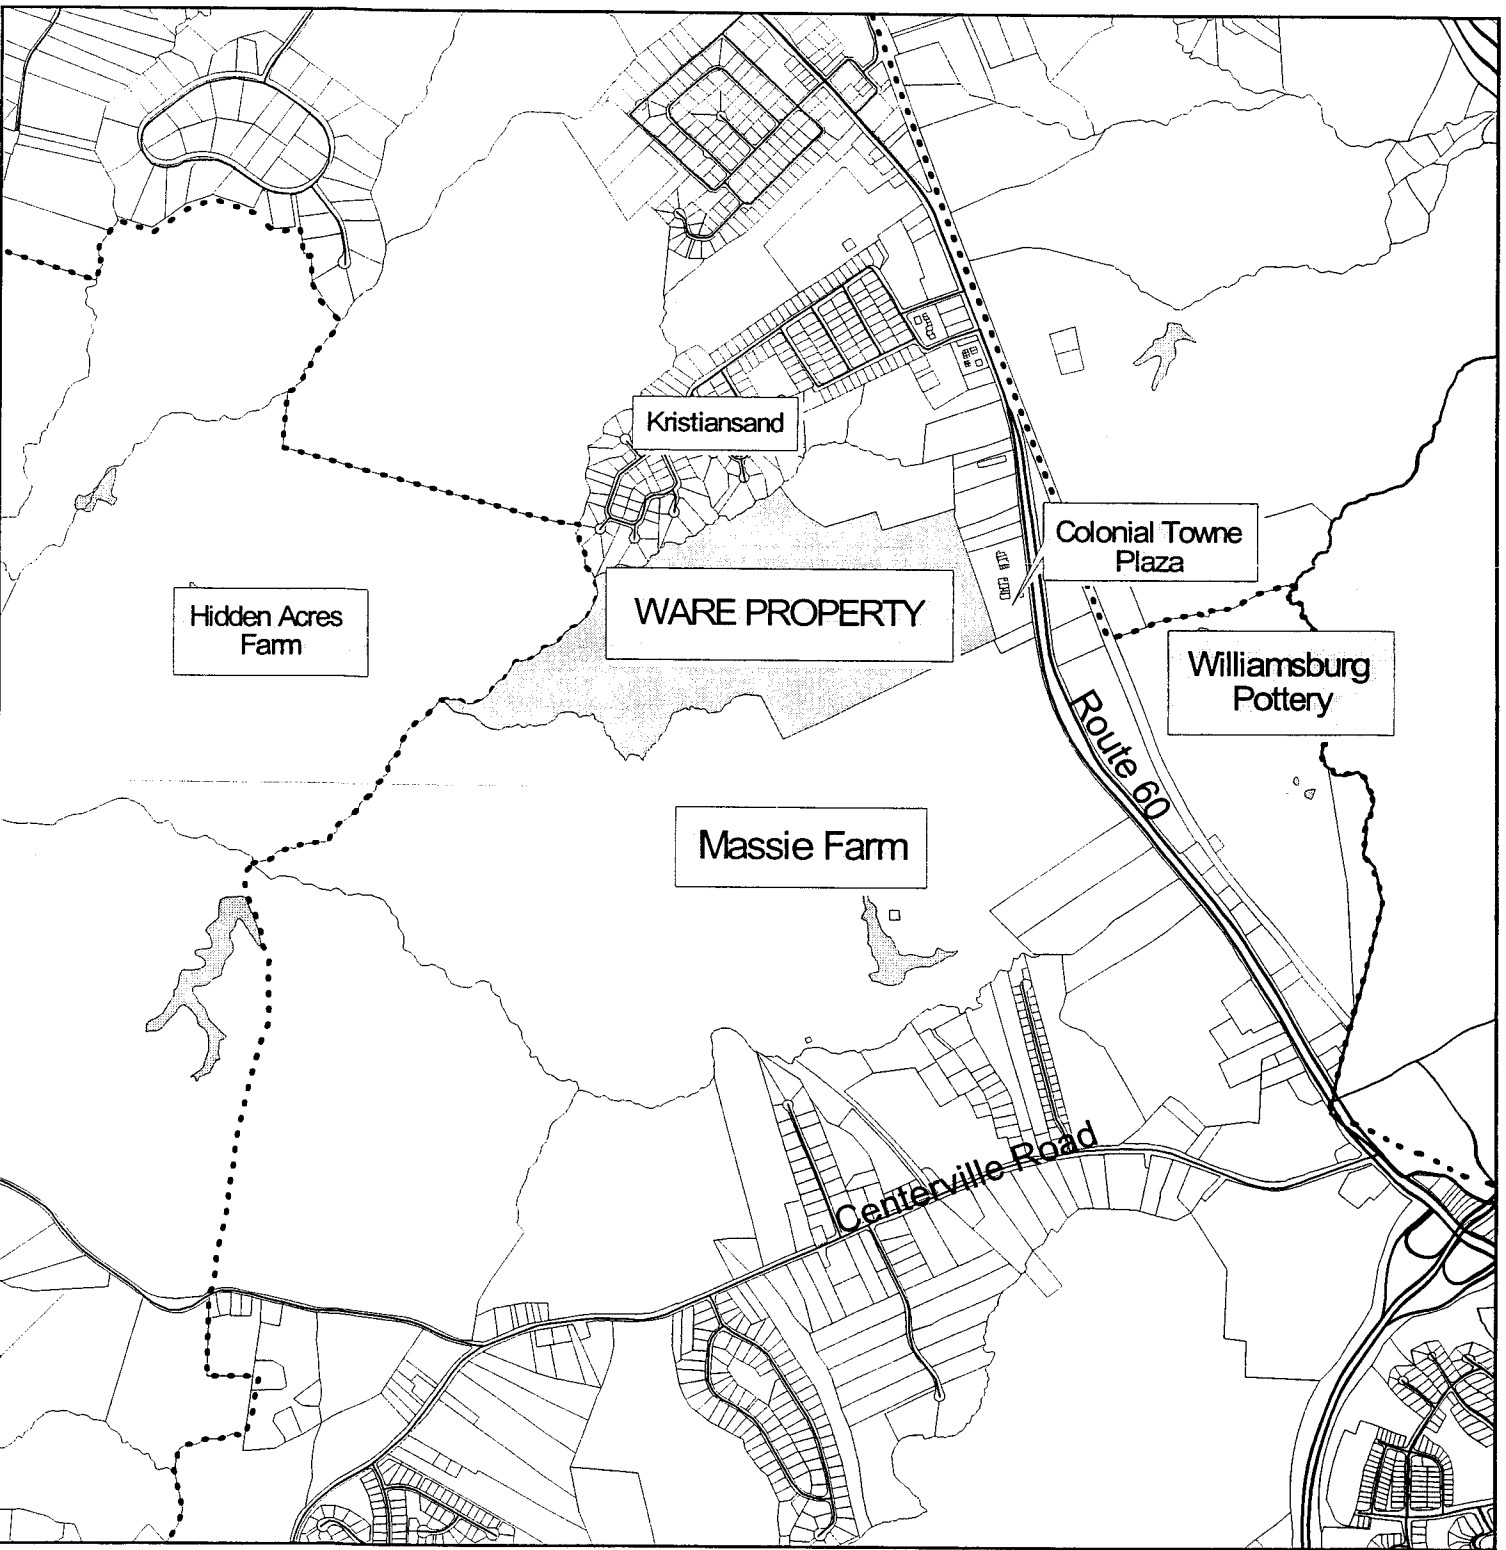 Kristiansand
Colonial Towne
Plaza
WARE PROPERTY
Hidden Acres
Farm
Williamsburg
Pottery
Route 60
Massie Farm
Centerville Road